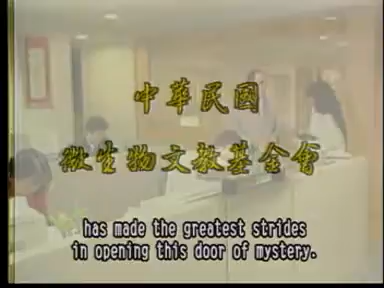 中華民國
微生物文教基金會
has made the greatest strides
in opening this door of mystery.